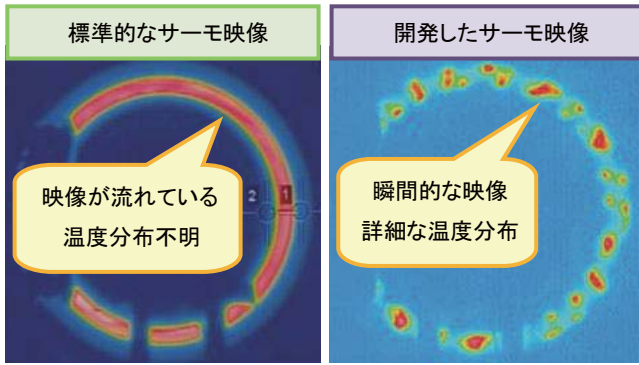 標準的なサーモ映像
開発したサーモ映像
映像が流れている
温度分布不明
2
1
瞬間的な映像
詳細な温度分布